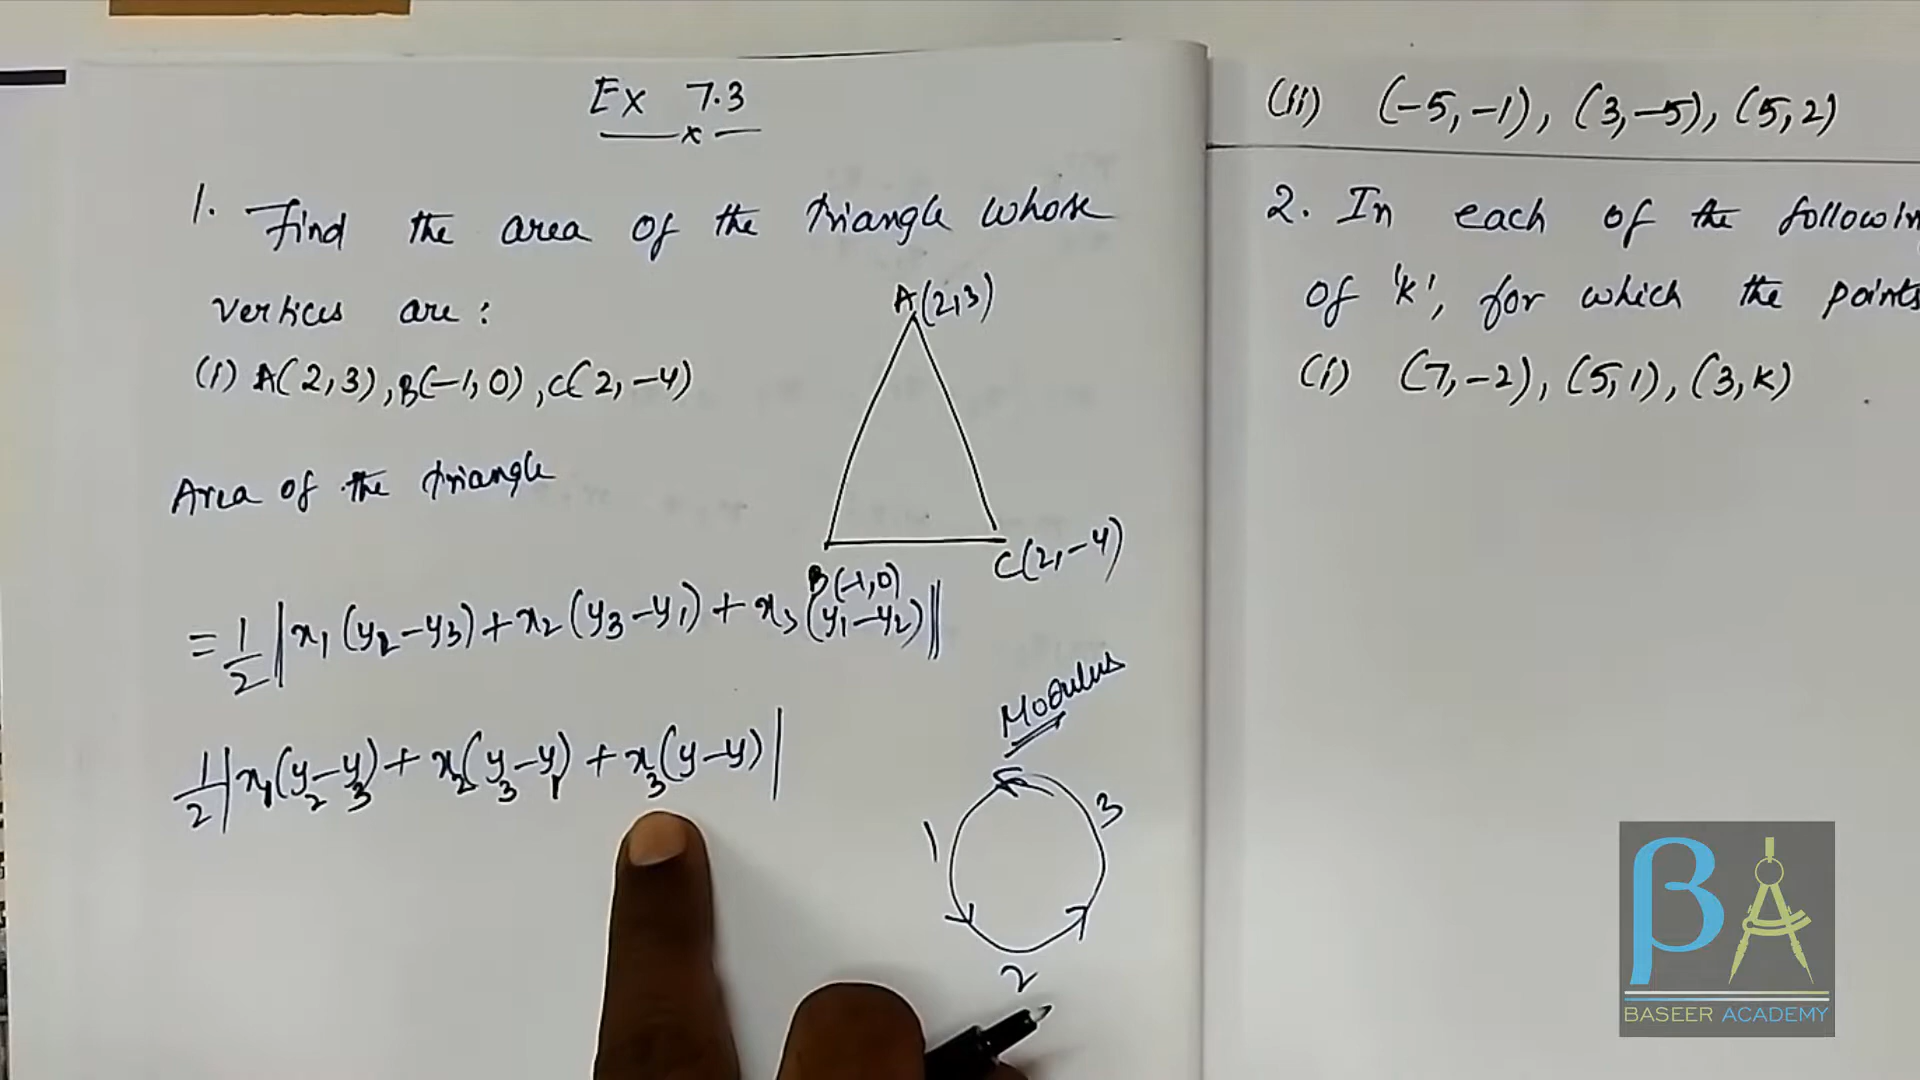 Ex 7.3
1. Find the area of the triangle whose
vertices are :
(i) A(2,3), B(-1,0), C(2,-4)
A(2,3)
B(-1,0)
C(2,-4)
Area of the triangle
= 1/2 | x₁(y₂-y₃)+x₂(y₃-y₁)+x₃(y₁-y₂) |
1/2 | x₁(y₂-y₃)+x₂(y₃-y₁)+x₃(y-y) |
Modulus
1
2
3
(ii) (-5,-1), (3,-5), (5,2)
2. In each of the followin
of 'k', for which the points
(i) (7,-2), (5,1), (3,k)
βA
BASEER ACADEMY